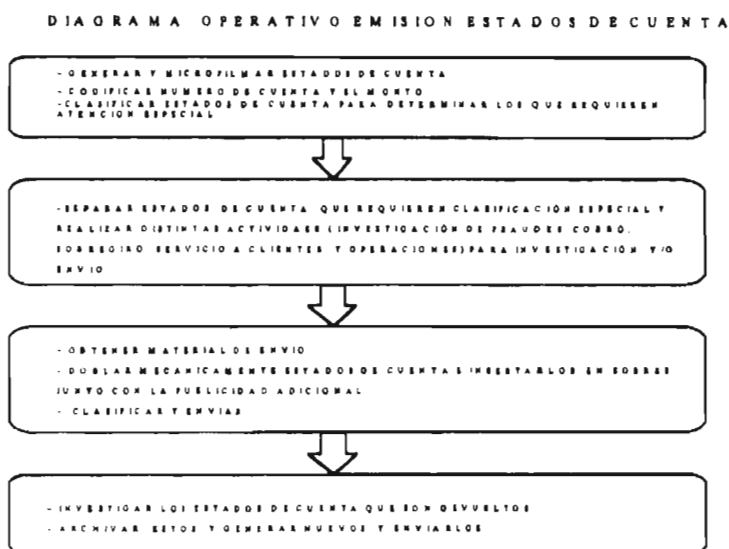 DIAGRAMA OPERATIVO EMISION ESTADOS DE CUENTA
- GENERAR Y MICROFILMAR ESTADOS DE CUENTA
- CODIFICAR NUMERO DE CUENTA Y EL MONTO
- CLASIFICAR ESTADOS DE CUENTA PARA DETERMINAR LOS QUE REQUIEREN
ATENCION ESPECIAL
- SEPARAR ESTADOS DE CUENTA QUE REQUIEREN CLASIFICACIÓN ESPECIAL Y
REALIZAR DISTINTAS ACTIVIDADES (INVESTIGACIÓN DE FRAUDES COBRO,
SOBREGIRO SERVICIO A CLIENTES Y OPERACIONES) PARA INVESTIGACIÓN Y/O
ENVIO
- OBTENER MATERIAL DE ENVIO
- DOBLAR MECANICAMENTE ESTADOS DE CUENTA E INSERTARLOS EN SOBRES
JUNTO CON LA PUBLICIDAD ADICIONAL
- CLASIFICAR Y ENVIAR
- INVESTIGAR LOS ESTADOS DE CUENTA QUE SON DEVUELTOS
- ARCHIVAR ESTOS Y GENERAR NUEVOS Y ENVIARLOS